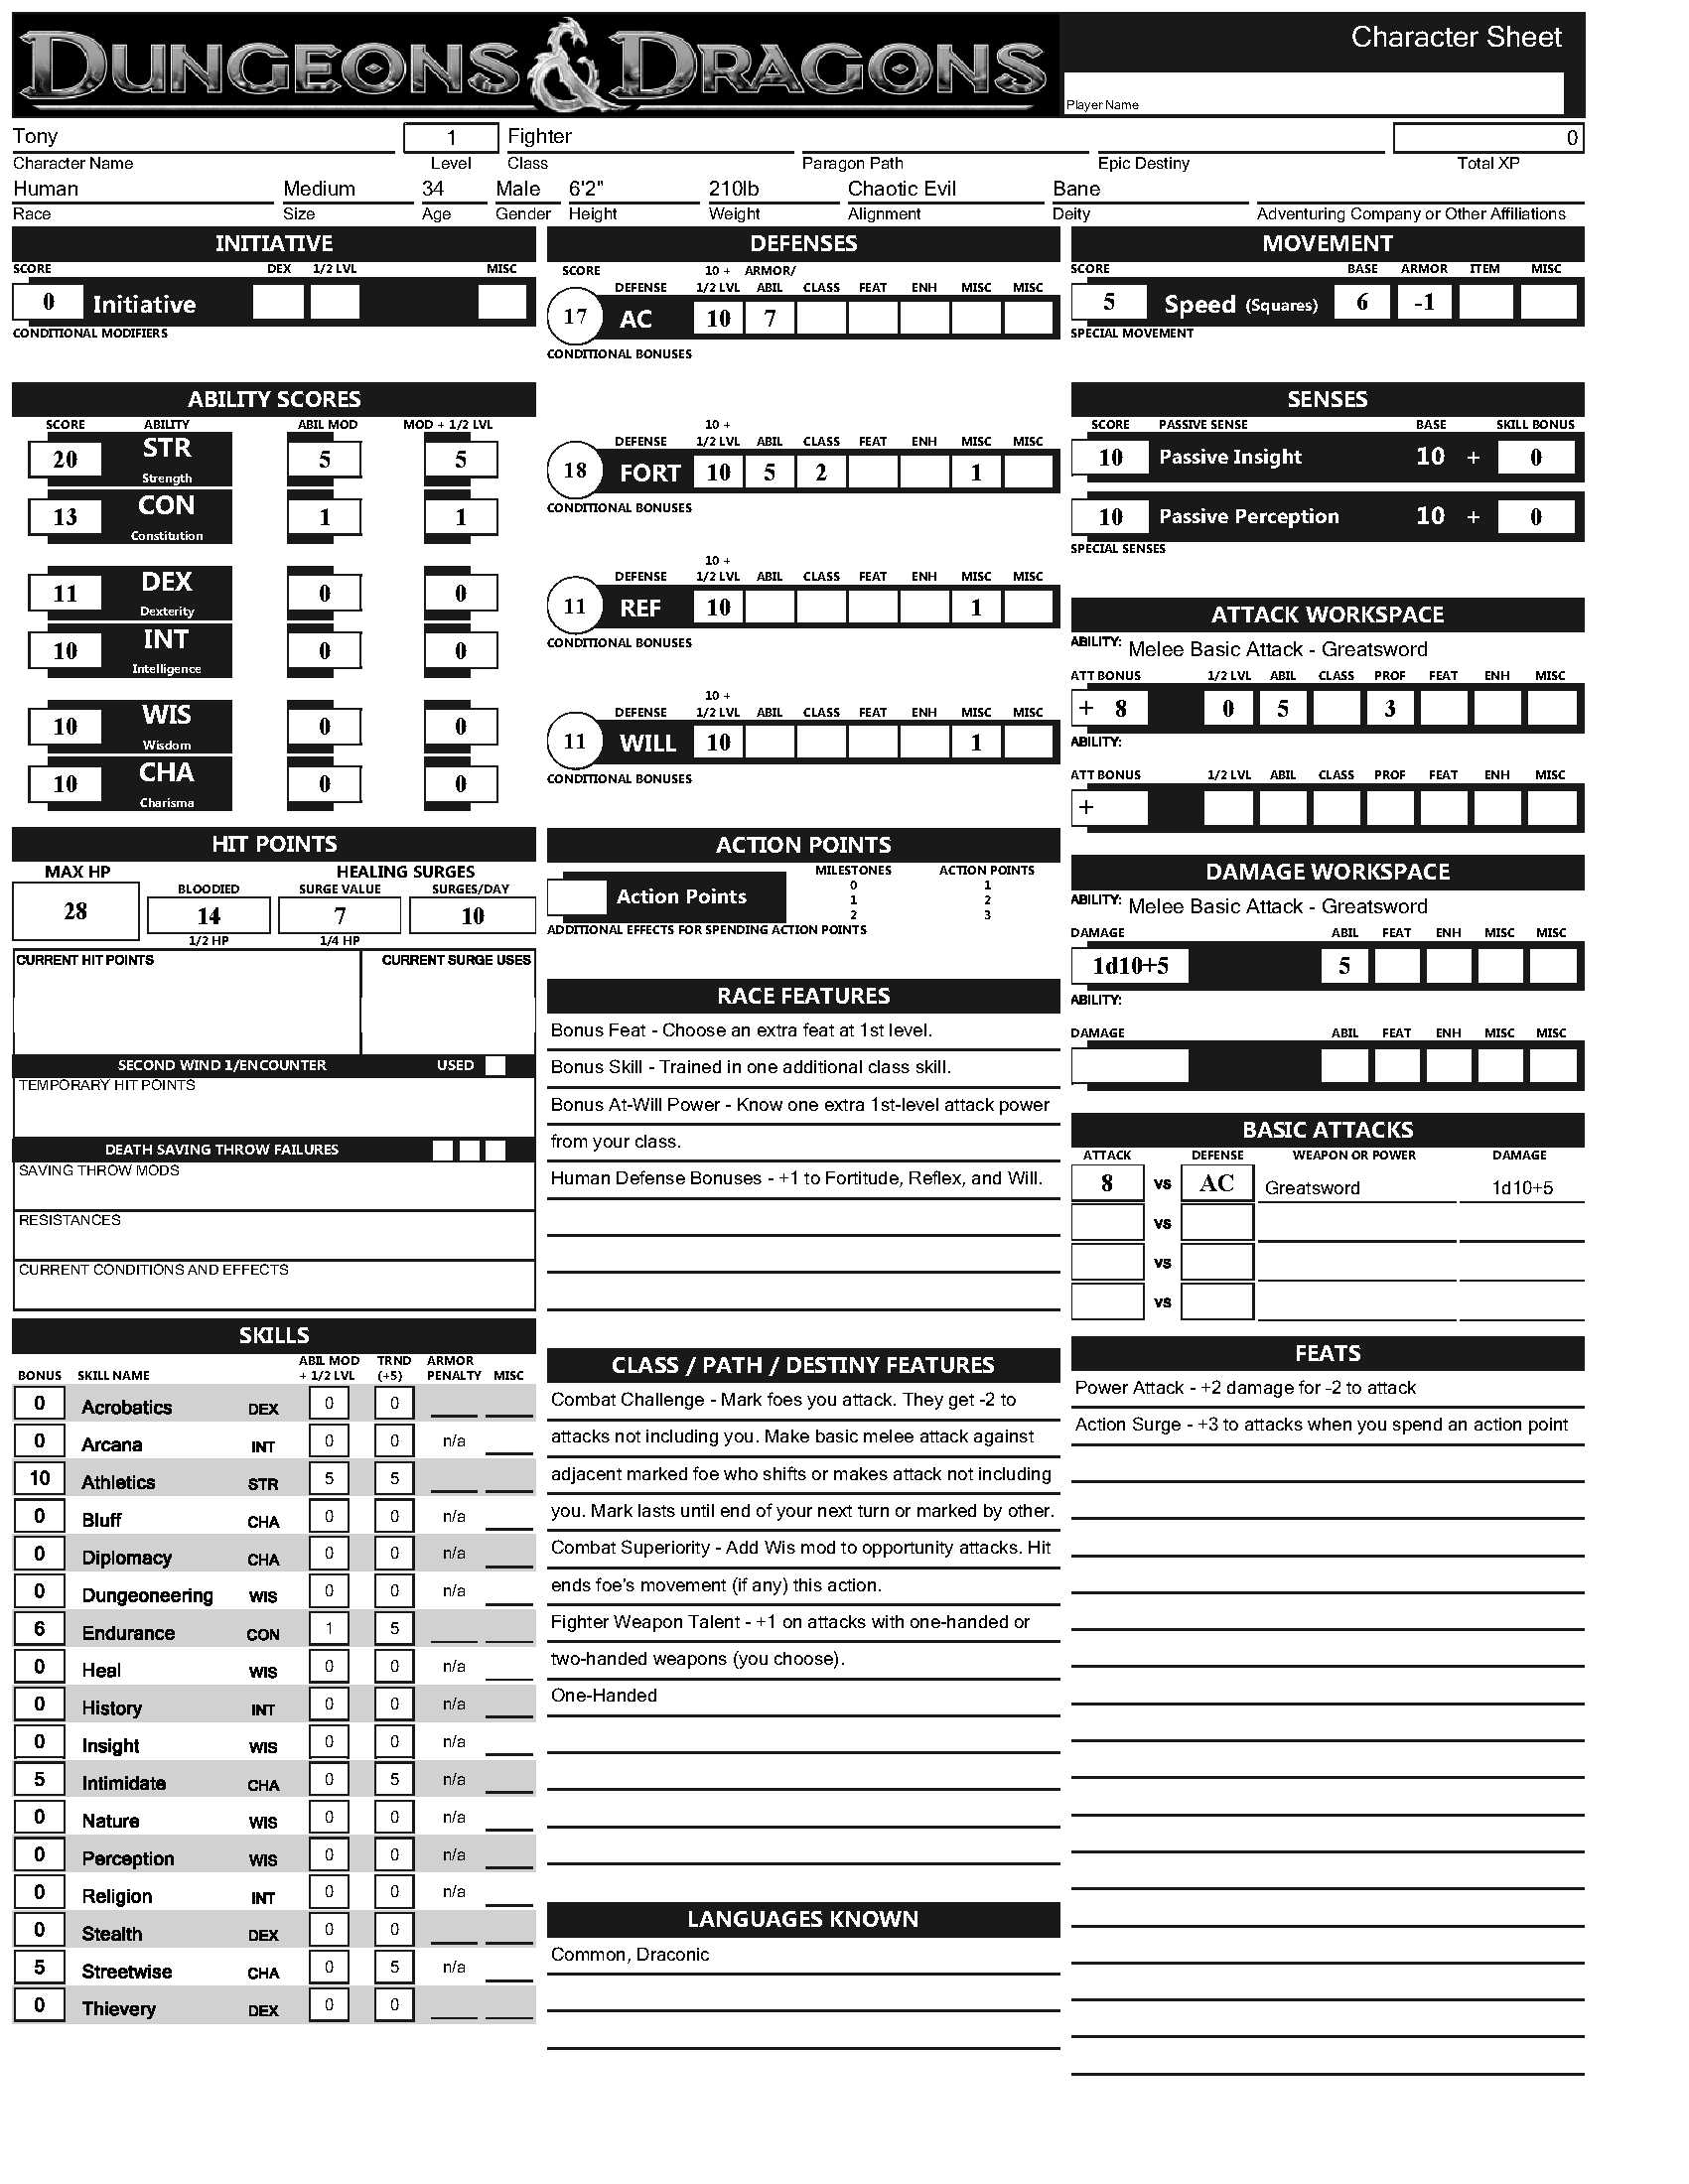 DUNGEONS & DRAGONS
Character Sheet
Player Name
Tony 1 Fighter 0
Character Name Level Class Paragon Path Epic Destiny Total XP
Human Medium 34 Male 6'2" 210lb Chaotic Evil Bane
Race Size Age Gender Height Weight Alignment Deity Adventuring Company or Other Affiliations
INITIATIVE
SCORE DEX 1/2 LVL MISC
0 Initiative
CONDITIONAL MODIFIERS
ABILITY SCORES
SCORE ABILITY ABIL MOD MOD + 1/2 LVL
20 STR 5 5
Strength
13 CON 1 1
Constitution
11 DEX 0 0
Dexterity
10 INT 0 0
Intelligence
10 WIS 0 0
Wisdom
10 CHA 0 0
Charisma
HIT POINTS
MAX HP HEALING SURGES
BLOODIED SURGE VALUE SURGES/DAY
28 14 7 10
1/2 HP 1/4 HP
CURRENT HIT POINTS CURRENT SURGE USES
SECOND WIND 1/ENCOUNTER USED
TEMPORARY HIT POINTS
DEATH SAVING THROW FAILURES
SAVING THROW MODS
RESISTANCES
CURRENT CONDITIONS AND EFFECTS
SKILLS
ABIL MOD TRND ARMOR
BONUS SKILL NAME + 1/2 LVL (+5) PENALTY MISC
0 Acrobatics DEX 0 0
0 Arcana INT 0 0 n/a
10 Athletics STR 5 5
0 Bluff CHA 0 0 n/a
0 Diplomacy CHA 0 0 n/a
0 Dungeoneering WIS 0 0 n/a
6 Endurance CON 1 5
0 Heal WIS 0 0 n/a
0 History INT 0 0 n/a
0 Insight WIS 0 0 n/a
5 Intimidate CHA 0 5 n/a
0 Nature WIS 0 0 n/a
0 Perception WIS 0 0 n/a
0 Religion INT 0 0 n/a
0 Stealth DEX 0 0
5 Streetwise CHA 0 5 n/a
0 Thievery DEX 0 0
DEFENSES
SCORE 10 + ARMOR/
DEFENSE 1/2 LVL ABIL CLASS FEAT ENH MISC MISC
17 AC 10 7
CONDITIONAL BONUSES
10 +
DEFENSE 1/2 LVL ABIL CLASS FEAT ENH MISC MISC
18 FORT 10 5 2 1
CONDITIONAL BONUSES
10 +
DEFENSE 1/2 LVL ABIL CLASS FEAT ENH MISC MISC
11 REF 10 1
CONDITIONAL BONUSES
10 +
DEFENSE 1/2 LVL ABIL CLASS FEAT ENH MISC MISC
11 WILL 10 1
CONDITIONAL BONUSES
ACTION POINTS
MILESTONES ACTION POINTS
Action Points
0 1
1 2
2 3
ADDITIONAL EFFECTS FOR SPENDING ACTION POINTS
RACE FEATURES
Bonus Feat - Choose an extra feat at 1st level.
Bonus Skill - Trained in one additional class skill.
Bonus At-Will Power - Know one extra 1st-level attack power
from your class.
Human Defense Bonuses - +1 to Fortitude, Reflex, and Will.
CLASS / PATH / DESTINY FEATURES
Combat Challenge - Mark foes you attack. They get -2 to
attacks not including you. Make basic melee attack against
adjacent marked foe who shifts or makes attack not including
you. Mark lasts until end of your next turn or marked by other.
Combat Superiority - Add Wis mod to opportunity attacks. Hit
ends foe's movement (if any) this action.
Fighter Weapon Talent - +1 on attacks with one-handed or
two-handed weapons (you choose).
One-Handed
LANGUAGES KNOWN
Common, Draconic
MOVEMENT
SCORE BASE ARMOR ITEM MISC
5 Speed (Squares) 6 -1
SPECIAL MOVEMENT
SENSES
SCORE PASSIVE SENSE BASE SKILL BONUS
10 Passive Insight 10 + 0
10 Passive Perception 10 + 0
SPECIAL SENSES
ATTACK WORKSPACE
ABILITY: Melee Basic Attack - Greatsword
ATT BONUS 1/2 LVL ABIL CLASS PROF FEAT ENH MISC
+ 8 0 5 3
ABILITY:
ATT BONUS 1/2 LVL ABIL CLASS PROF FEAT ENH MISC
+
DAMAGE WORKSPACE
ABILITY: Melee Basic Attack - Greatsword
DAMAGE ABIL FEAT ENH MISC MISC
1d10+5 5
ABILITY:
DAMAGE ABIL FEAT ENH MISC MISC
BASIC ATTACKS
ATTACK DEFENSE WEAPON OR POWER DAMAGE
8 vs AC Greatsword 1d10+5
vs
vs
vs
FEATS
Power Attack - +2 damage for -2 to attack
Action Surge - +3 to attacks when you spend an action point